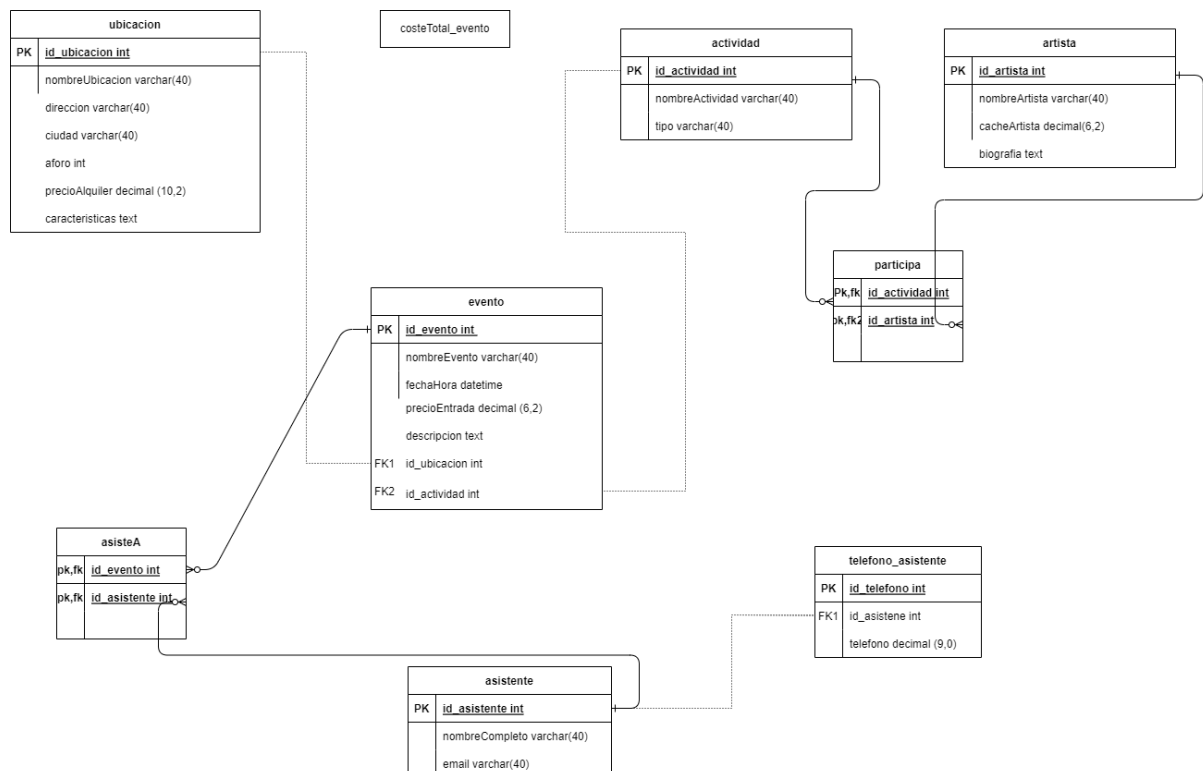 ubicacion
PK id_ubicacion int
nombreUbicacion varchar(40)
direccion varchar(40)
ciudad varchar(40)
aforo int
precioAlquiler decimal (10,2)
caracteristicas text
costeTotal_evento
actividad
PK id_actividad int
nombreActividad varchar(40)
tipo varchar(40)
artista
PK id_artista int
nombreArtista varchar(40)
cacheArtista decimal(6,2)
biografia text
participa
Pk,fk id_actividad int
pk,fk2 id_artista int
evento
PK id_evento int
nombreEvento varchar(40)
fechaHora datetime
precioEntrada decimal (6,2)
descripcion text
FK1 id_ubicacion int
FK2 id_actividad int
asisteA
pk,fk id_evento int
pk,fk id_asistente int
telefono_asistente
PK id_telefono int
FK1 id_asistene int
telefono decimal (9,0)
asistente
PK id_asistente int
nombreCompleto varchar(40)
email varchar(40)